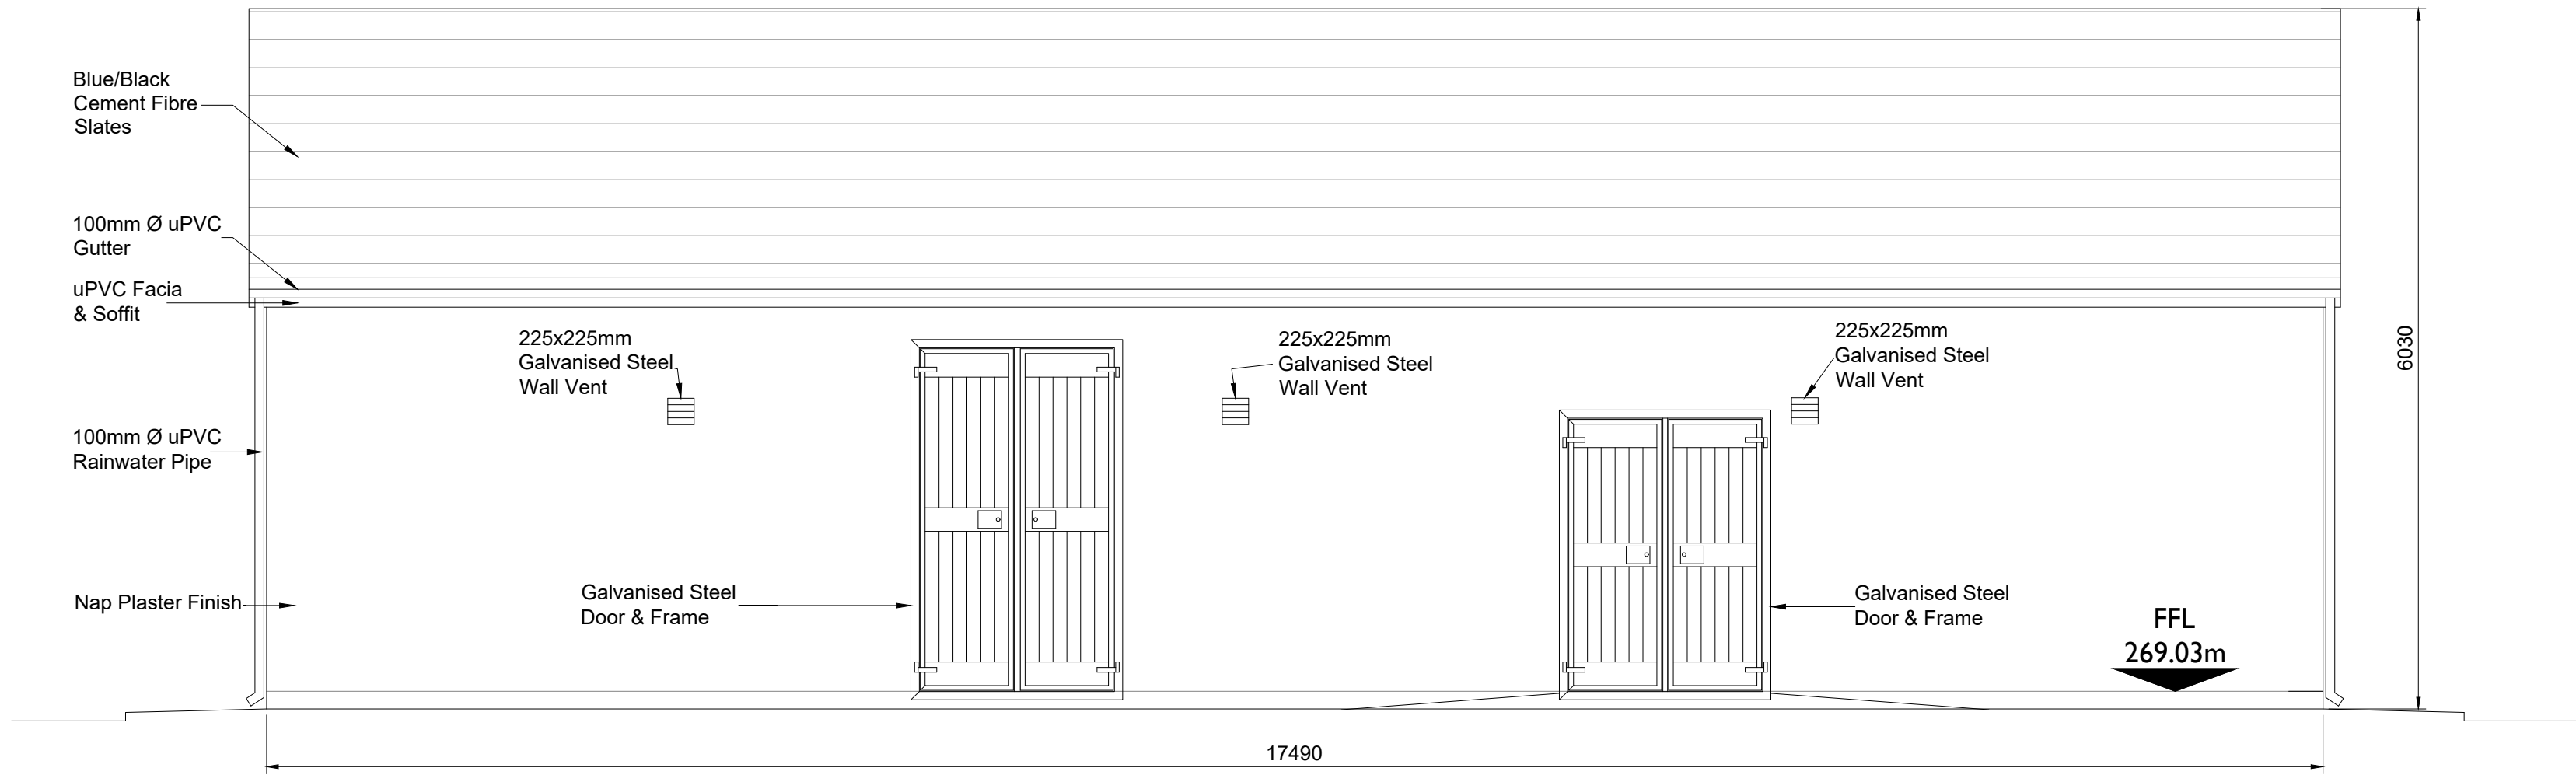 Blue/Black
Cement Fibre
Slates
100mm Ø uPVC
Gutter
uPVC Facia
& Soffit
225x225mm
Galvanised Steel
Wall Vent
225x225mm
Galvanised Steel
Wall Vent
225x225mm
Galvanised Steel
Wall Vent
6030
100mm Ø uPVC
Rainwater Pipe
Nap Plaster Finish
Galvanised Steel
Door & Frame
Galvanised Steel
Door & Frame
FFL
269.03m
17490